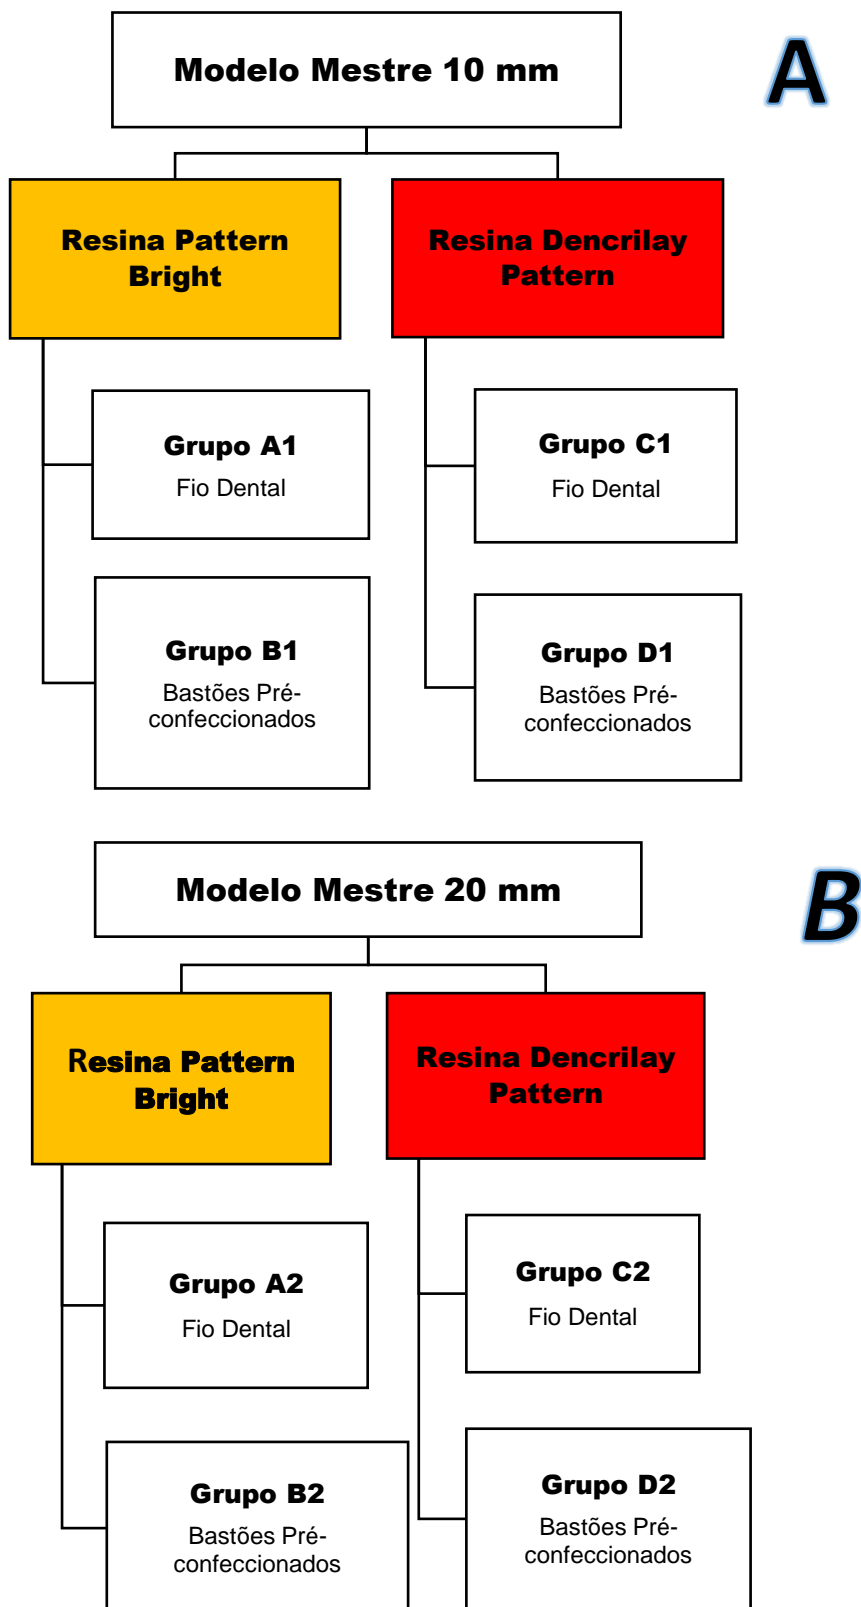 Modelo Mestre 10 mm
A
Resina Pattern
Bright
Resina Dencrilay
Pattern
Grupo A1
Fio Dental
Grupo C1
Fio Dental
Grupo B1
Bastões Pré-
confeccionados
Grupo D1
Bastões Pré-
confeccionados
Modelo Mestre 20 mm
B
Resina Pattern
Bright
Resina Dencrilay
Pattern
Grupo A2
Fio Dental
Grupo C2
Fio Dental
Grupo B2
Bastões Pré-
confeccionados
Grupo D2
Bastões Pré-
confeccionados